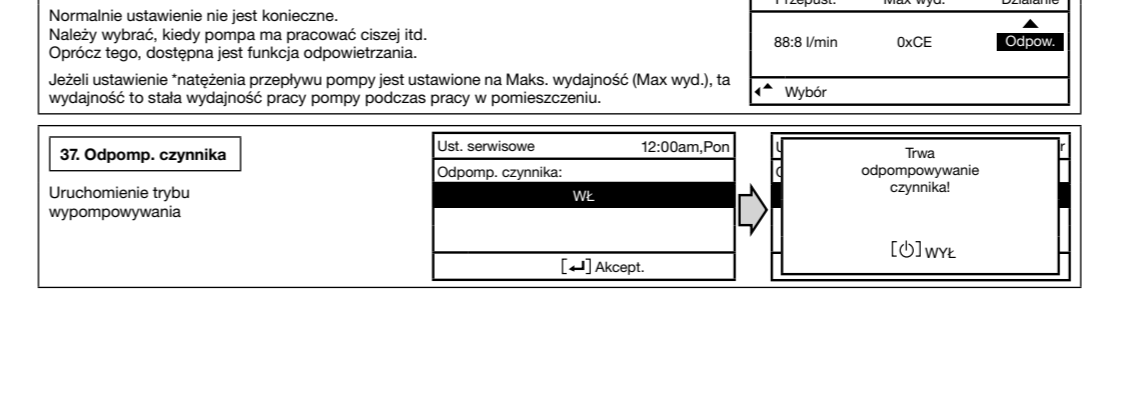 Normalnie ustawienie nie jest konieczne.
Należy wybrać, kiedy pompa ma pracować ciszej itd.
Oprócz tego, dostępna jest funkcja odpowietrzania.
Jeżeli ustawienie *natężenia przepływu pompy jest ustawione na Maks. wydajność (Max wyd.), ta
wydajność to stała wydajność pracy pompy podczas pracy w pomieszczeniu.
Przepust. Max wyd. Działanie
88:8 l/min 0xCE Odpow.
Wybór
37. Odpomp. czynnika
Uruchomienie trybu
wypompowywania
Ust. serwisowe 12:00am,Pon
Odpomp. czynnika:
WŁ
[↵] Akcept.
Trwa
odpompowywanie
czynnika!
[⏻] WYŁ